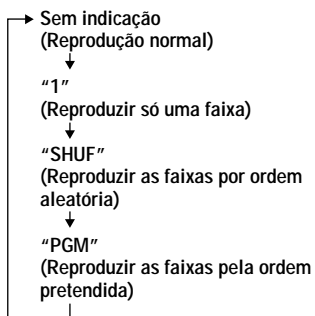 Sem indicação
(Reprodução normal)
“1”
(Reproduzir só uma faixa)
“SHUF”
(Reproduzir as faixas por ordem
aleatória)
“PGM”
(Reproduzir as faixas pela ordem
pretendida)